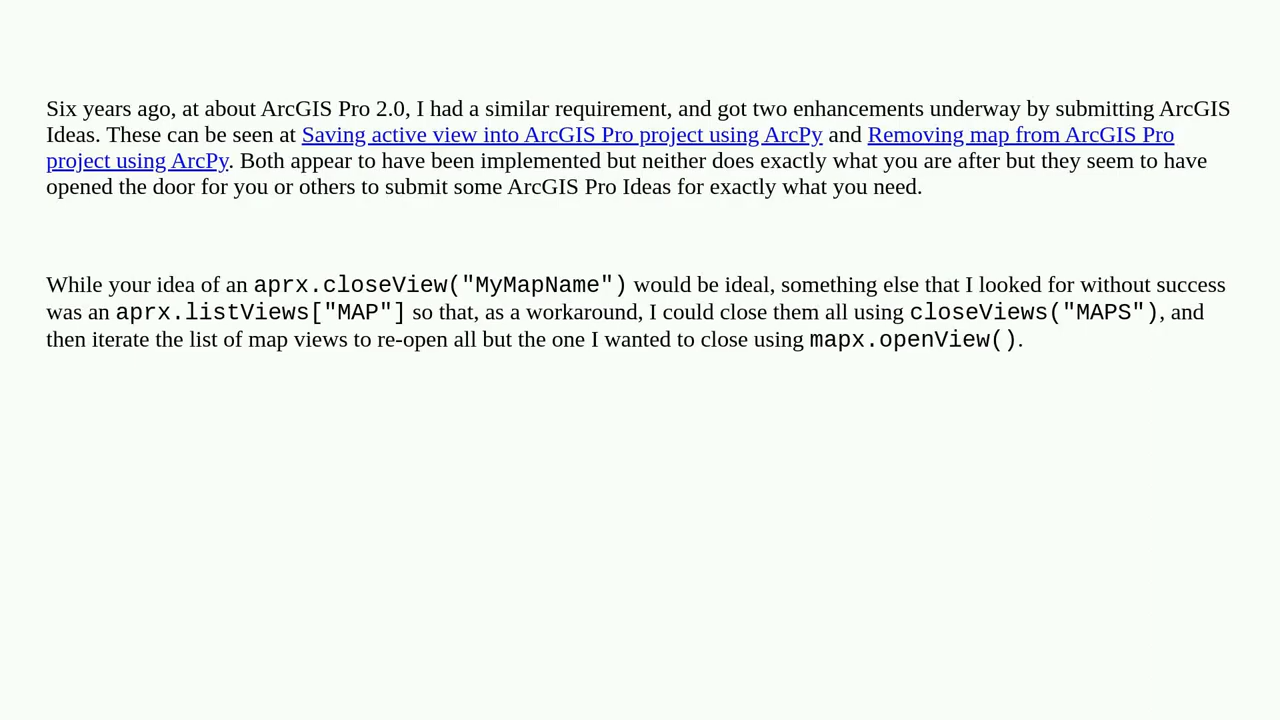 Six years ago, at about ArcGIS Pro 2.0, I had a similar requirement, and got two enhancements underway by submitting ArcGIS
Ideas. These can be seen at Saving active view into ArcGIS Pro project using ArcPy and Removing map from ArcGIS Pro
project using ArcPy. Both appear to have been implemented but neither does exactly what you are after but they seem to have
opened the door for you or others to submit some ArcGIS Pro Ideas for exactly what you need.
While your idea of an aprx.closeView("MyMapName") would be ideal, something else that I looked for without success
was an aprx.listViews["MAP"] so that, as a workaround, I could close them all using closeViews("MAPS"), and
then iterate the list of map views to re-open all but the one I wanted to close using mapx.openView().